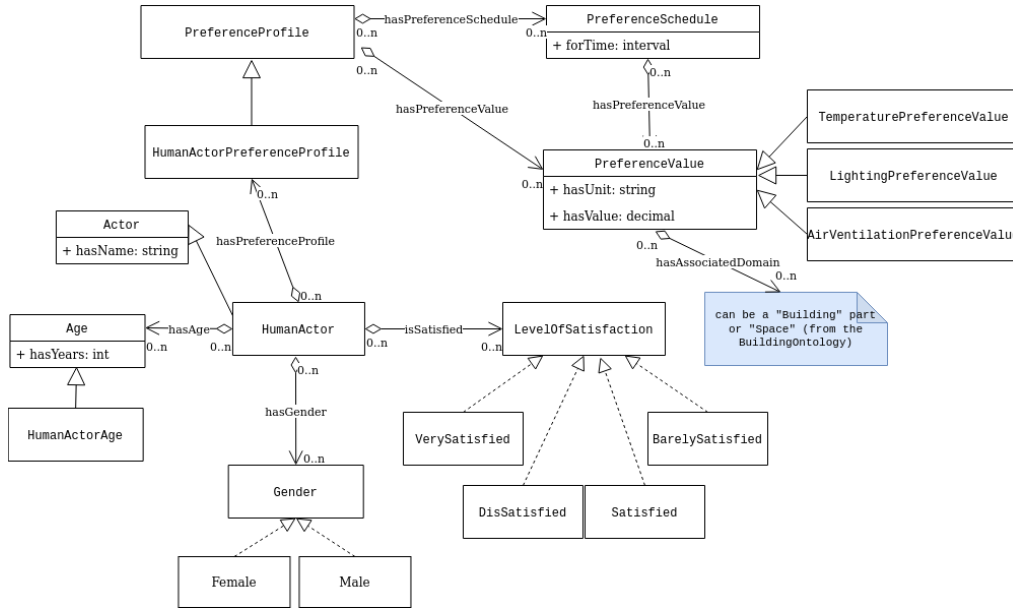 PreferenceProfile
hasPreferenceSchedule
0..n
0..n
PreferenceSchedule
+ forTime: interval
0..n
0..n
hasPreferenceValue
hasPreferenceValue
TemperaturePreferenceValue
HumanActorPreferenceProfile
0..n
PreferenceValue
LightingPreferenceValue
0..n
+ hasUnit: string
0..n
+ hasValue: decimal
AirVentilationPreferenceValue
Actor
+ hasName: string
hasPreferenceProfile
0..n
hasAssociatedDomain
0..n
0..n
can be a "Building" part
or "Space" (from the
BuildingOntology)
Age
hasAge
HumanActor
isSatisfied
LevelOfSatisfaction
+ hasYears: int
0..n
0..n
0..n
0..n
0..n
hasGender
HumanActorAge
VerySatisfied
BarelySatisfied
0..n
Gender
DisSatisfied
Satisfied
Female
Male